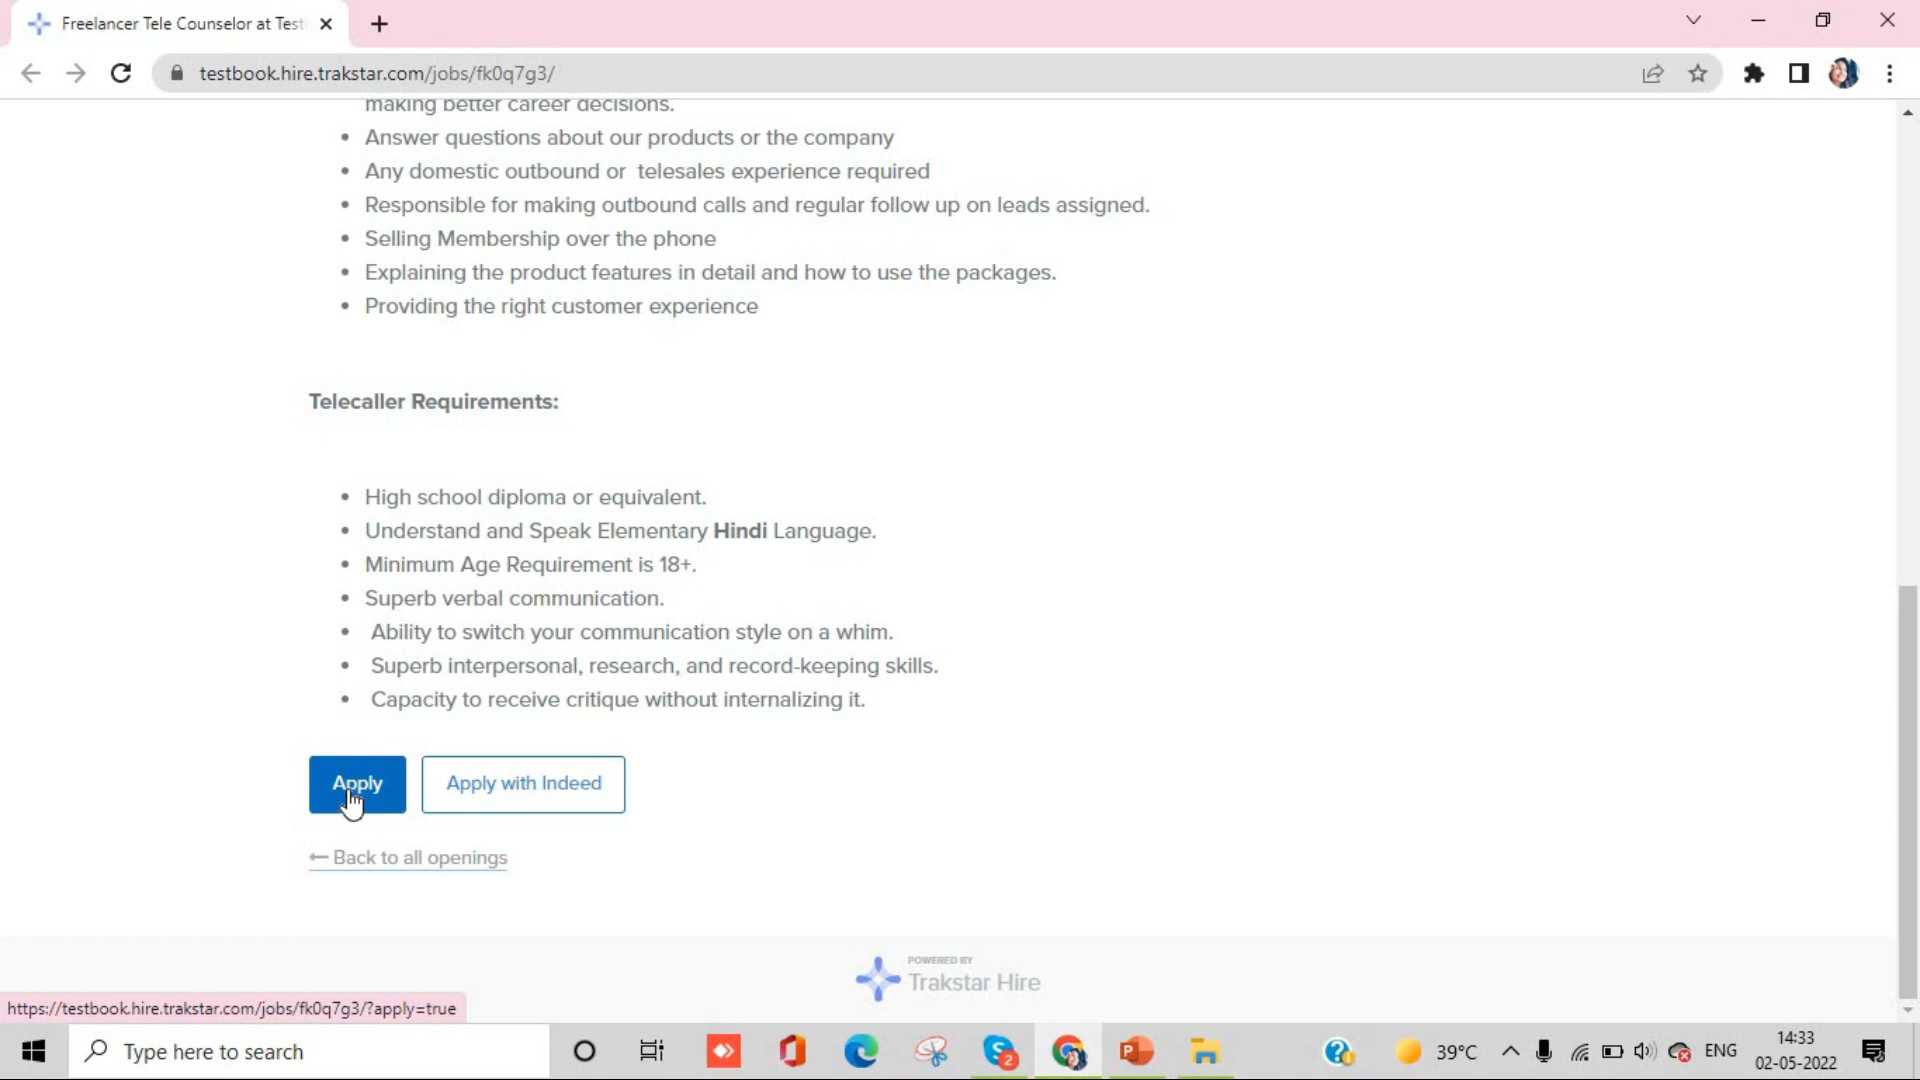 Freelancer Tele Counselor at Test
testbook.hire.trakstar.com/jobs/fk0q7g3/
making better career decisions.
• Answer questions about our products or the company
• Any domestic outbound or  telesales experience required
• Responsible for making outbound calls and regular follow up on leads assigned.
• Selling Membership over the phone
• Explaining the product features in detail and how to use the packages.
• Providing the right customer experience
Telecaller Requirements:
• High school diploma or equivalent.
• Understand and Speak Elementary Hindi Language.
• Minimum Age Requirement is 18+.
• Superb verbal communication.
• Ability to switch your communication style on a whim.
• Superb interpersonal, research, and record-keeping skills.
• Capacity to receive critique without internalizing it.
Apply
Apply with Indeed
← Back to all openings
POWERED BY
Trakstar Hire
https://testbook.hire.trakstar.com/jobs/fk0q7g3/?apply=true
Type here to search
2
39°C
ENG
14:33
02-05-2022